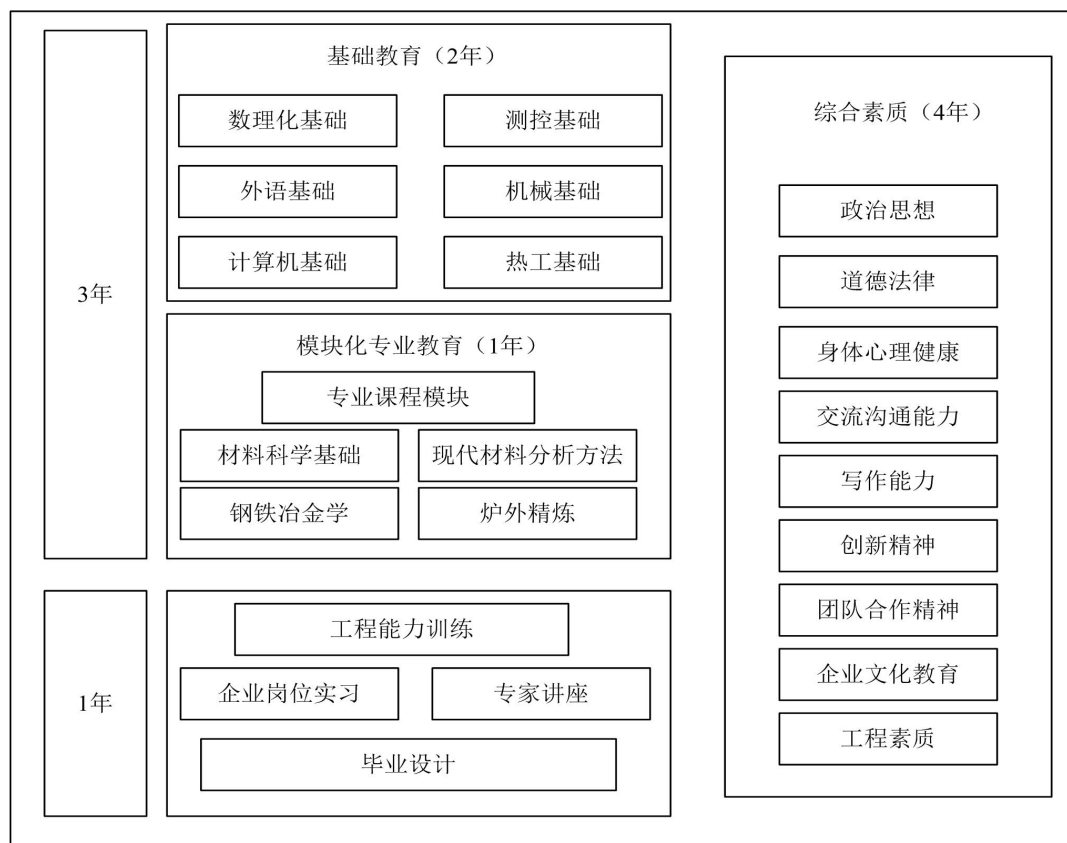 3年
基础教育（2年）
数理化基础
测控基础
外语基础
机械基础
计算机基础
热工基础
模块化专业教育（1年）
专业课程模块
材料科学基础
现代材料分析方法
钢铁冶金学
炉外精炼
1年
工程能力训练
企业岗位实习
专家讲座
毕业设计
综合素质（4年）
政治思想
道德法律
身体心理健康
交流沟通能力
写作能力
创新精神
团队合作精神
企业文化教育
工程素质